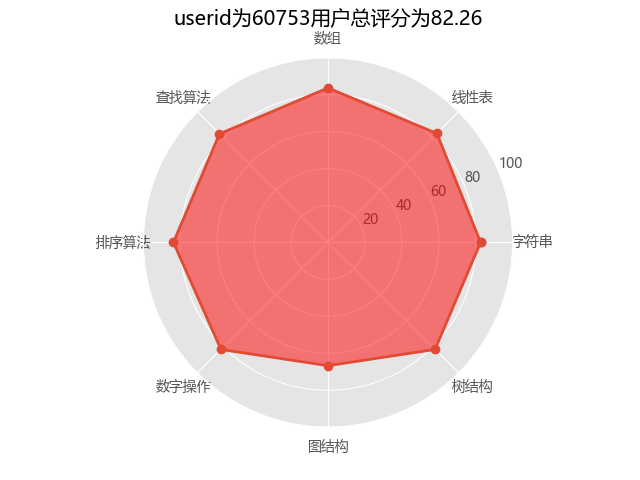 userid为60753用户总评分为82.26
数组
查找算法
线性表
100
80
60
40
20
排序算法
字符串
数字操作
树结构
图结构